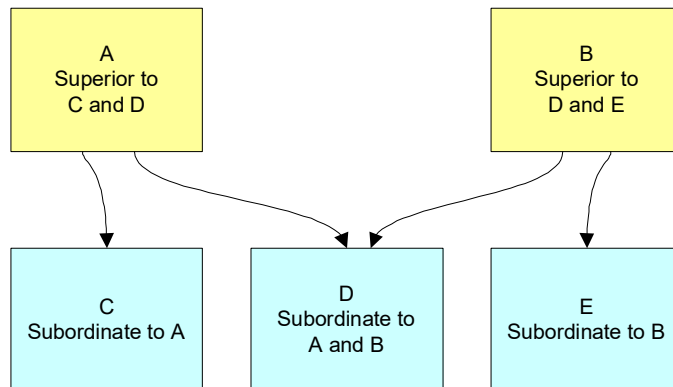 A
Superior to
C and D
B
Superior to
D and E
C
Subordinate to A
D
Subordinate to
A and B
E
Subordinate to B